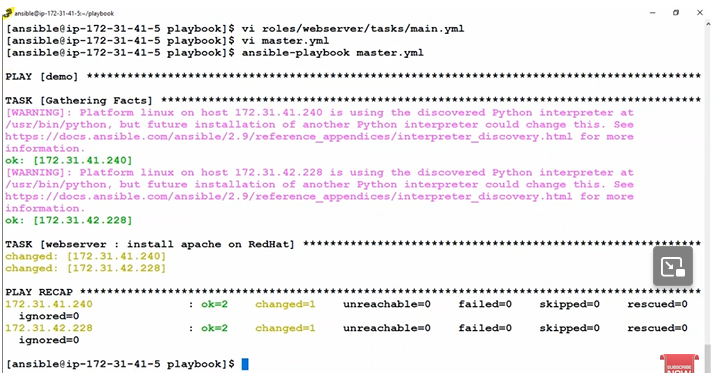 ansible@ip-172-31-41-5:~/playbook
[ansible@ip-172-31-41-5 playbook]$ vi roles/webserver/tasks/main.yml
[ansible@ip-172-31-41-5 playbook]$ vi master.yml
[ansible@ip-172-31-41-5 playbook]$ ansible-playbook master.yml
PLAY [demo] *******************************************************************************************
TASK [Gathering Facts] ********************************************************************************
[WARNING]: Platform linux on host 172.31.41.240 is using the discovered Python interpreter at
/usr/bin/python, but future installation of another Python interpreter could change this. See
https://docs.ansible.com/ansible/2.9/reference_appendices/interpreter_discovery.html for more
information.
ok: [172.31.41.240]
[WARNING]: Platform linux on host 172.31.42.228 is using the discovered Python interpreter at
/usr/bin/python, but future installation of another Python interpreter could change this. See
https://docs.ansible.com/ansible/2.9/reference_appendices/interpreter_discovery.html for more
information.
ok: [172.31.42.228]
TASK [webserver : install apache on RedHat] ***********************************************************
changed: [172.31.41.240]
changed: [172.31.42.228]
PLAY RECAP ********************************************************************************************
172.31.41.240 : ok=2 changed=1 unreachable=0 failed=0 skipped=0 rescued=0
ignored=0
172.31.42.228 : ok=2 changed=1 unreachable=0 failed=0 skipped=0 rescued=0
ignored=0
[ansible@ip-172-31-41-5 playbook]$
SUBSCRIBE
NOW